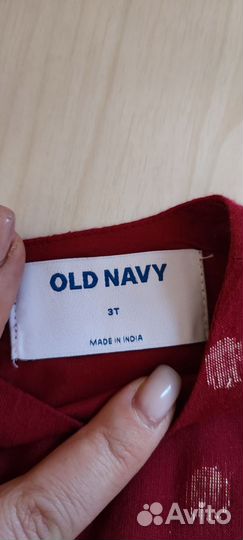 OLD NAVY
3T
MADE IN INDIA
Avito